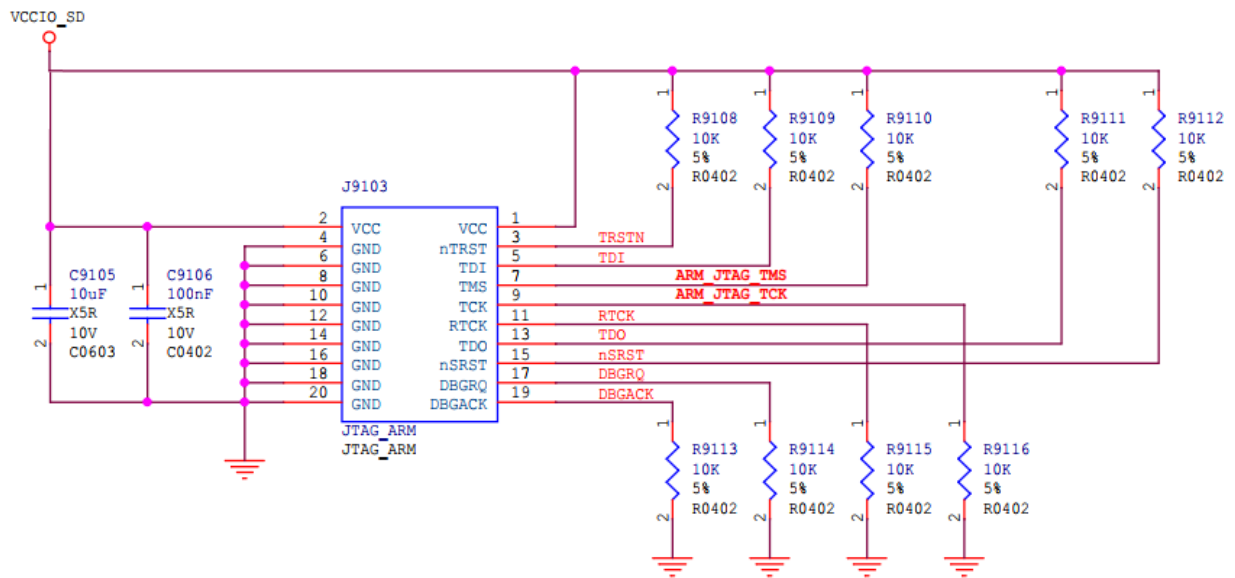 VCCIO_SD
R9108
10K
5%
R0402
1
2
R9109
10K
5%
R0402
1
2
R9110
10K
5%
R0402
1
2
R9111
10K
5%
R0402
1
2
R9112
10K
5%
R0402
1
2
J9103
2 VCC VCC 1
4 GND nTRST 3 TRSTN
6 GND TDI 5 TDI
8 GND TMS 7 ARM_JTAG_TMS
10 GND TCK 9 ARM_JTAG_TCK
12 GND RTCK 11 RTCK
14 GND TDO 13 TDO
16 GND nSRST 15 nSRST
18 GND DBGRQ 17 DBGRQ
20 GND DBGACK 19 DBGACK
JTAG_ARM
JTAG_ARM
C9105
10uF
X5R
10V
C0603
1
2
C9106
100nF
X5R
10V
C0402
1
2
R9113
10K
5%
R0402
1
2
R9114
10K
5%
R0402
1
2
R9115
10K
5%
R0402
1
2
R9116
10K
5%
R0402
1
2